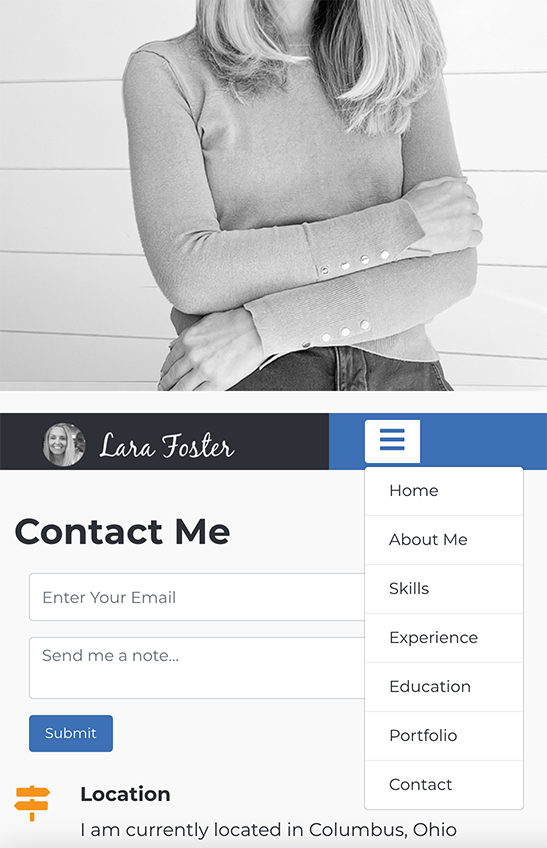 Lara Foster
Home
About Me
Skills
Experience
Education
Portfolio
Contact
Contact Me
Enter Your Email
Send me a note...
Submit
Location
I am currently located in Columbus, Ohio